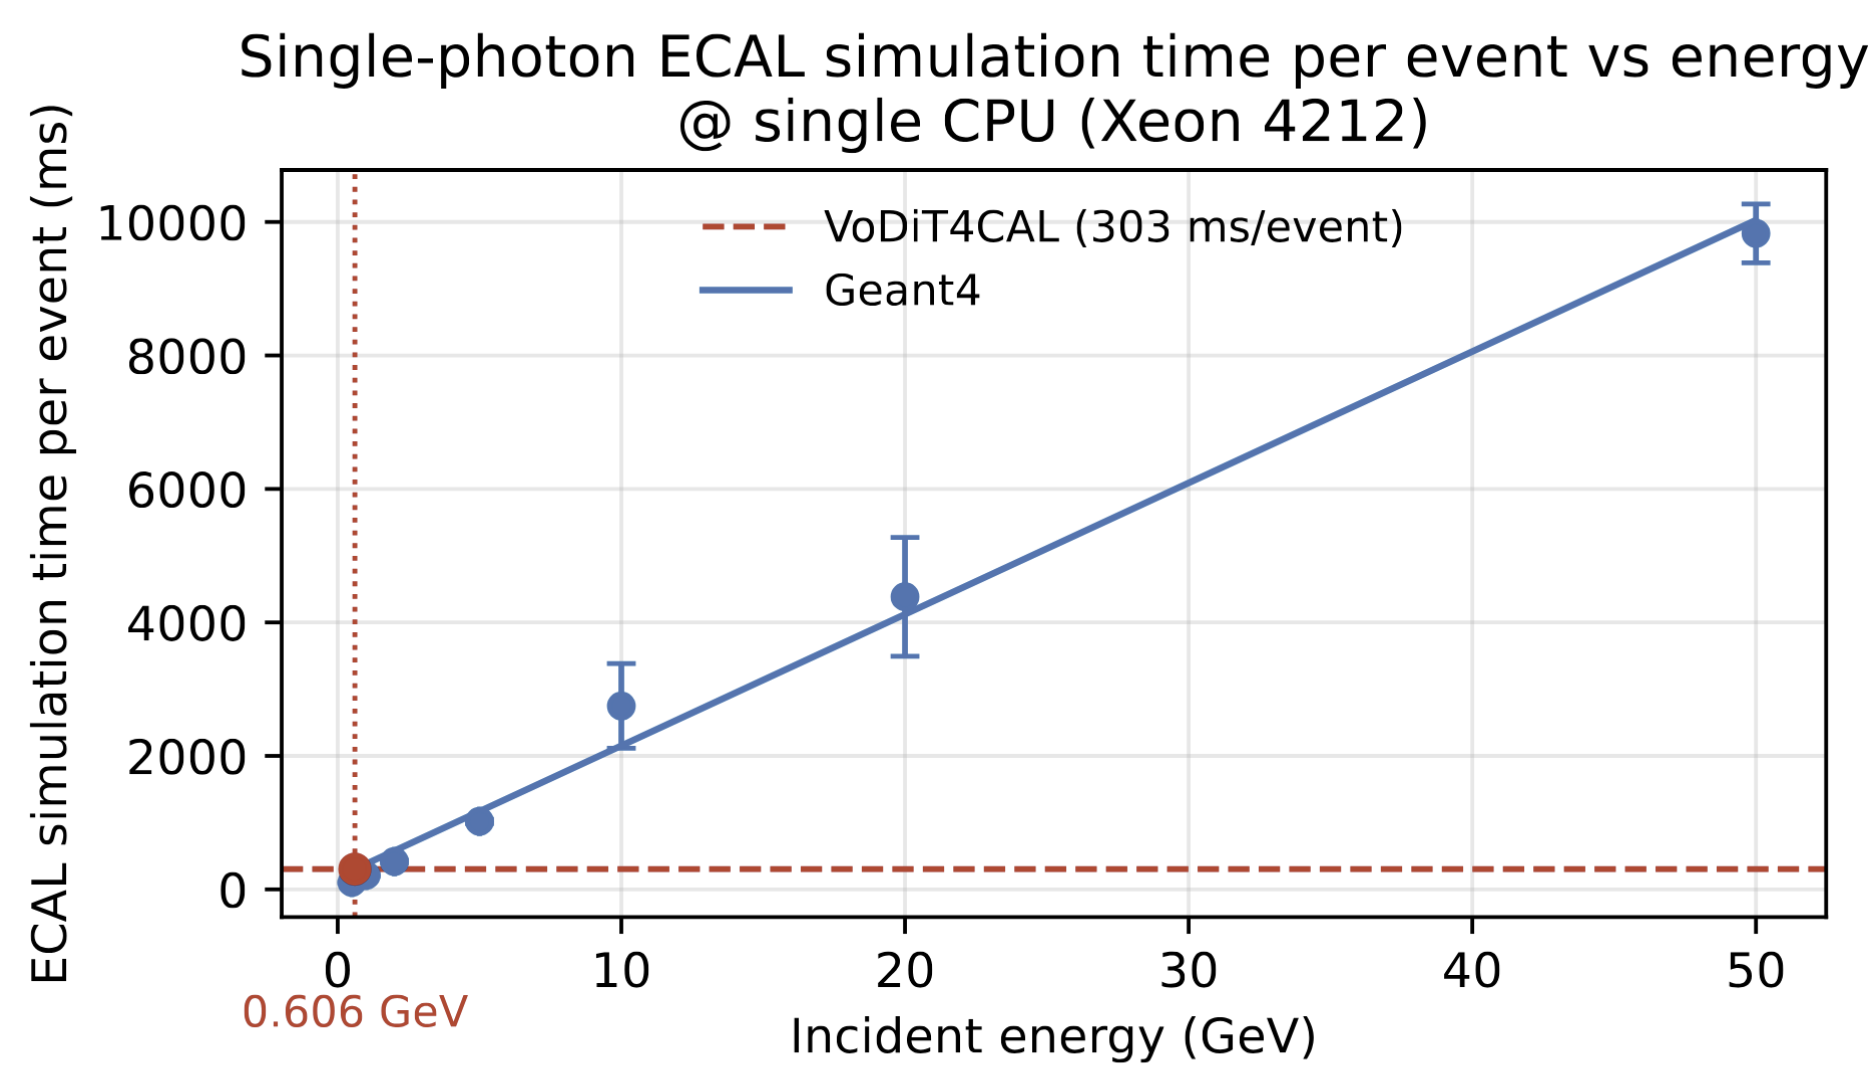 Single-photon ECAL simulation time per event vs energy
@ single CPU (Xeon 4212)
ECAL simulation time per event (ms)
10000
8000
6000
4000
2000
0
VoDiT4CAL (303 ms/event)
Geant4
0
10
20
30
40
50
0.606 GeV
Incident energy (GeV)